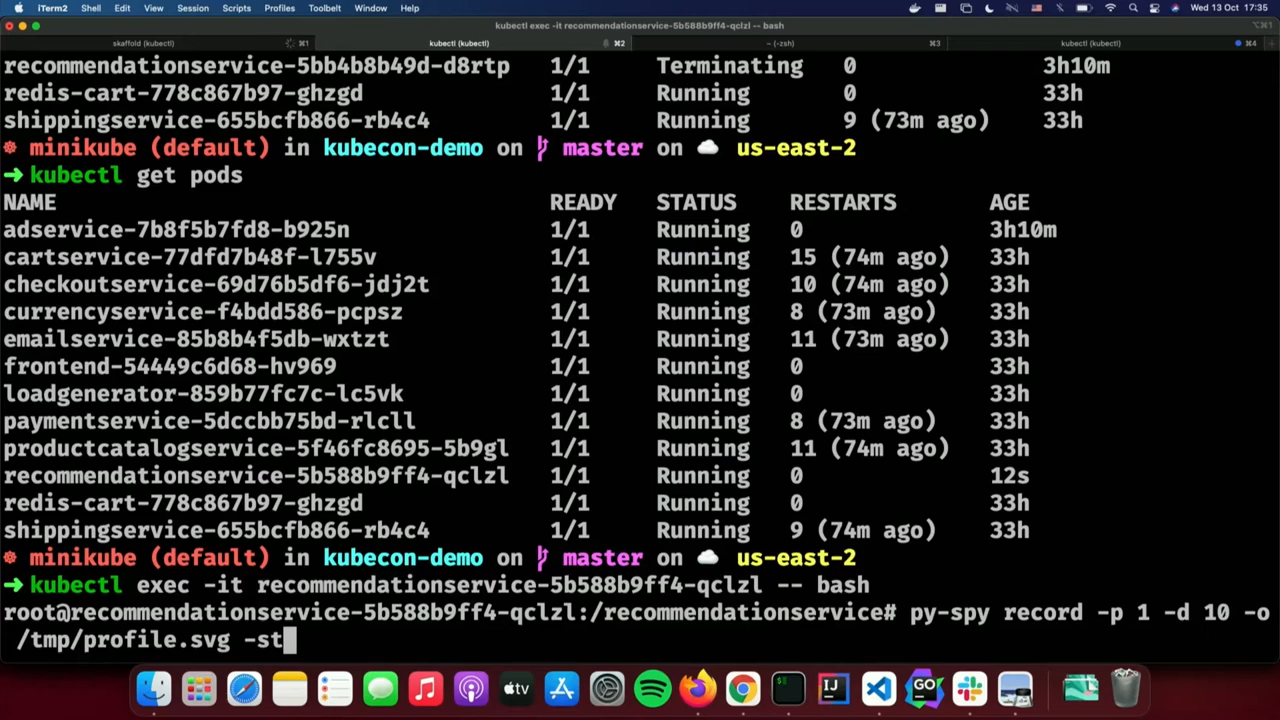 iTerm2 Shell Edit View Session Scripts Profiles Toolbelt Window Help Wed 13 Oct 17:35
kubectl exec -it recommendationservice-5b588b9ff4-qclzl -- bash
skaffold (kubectl) ⌘1 kubectl (kubectl) ⌘2 ~ (-zsh) ⌘3 kubectl (kubectl) ⌘4
recommendationservice-5bb4b8b49d-d8rtp 1/1 Terminating 0 3h10m
redis-cart-778c867b97-ghzgd 1/1 Running 0 33h
shippingservice-655bcfb866-rb4c4 1/1 Running 9 (73m ago) 33h
minikube (default) in kubecon-demo on master on us-east-2
➜ kubectl get pods
NAME READY STATUS RESTARTS AGE
adservice-7b8f5b7fd8-b925n 1/1 Running 0 3h10m
cartservice-77dfd7b48f-l755v 1/1 Running 15 (74m ago) 33h
checkoutservice-69d76b5df6-jdj2t 1/1 Running 10 (74m ago) 33h
currencyservice-f4bdd586-pcpsz 1/1 Running 8 (73m ago) 33h
emailservice-85b8b4f5db-wxtzt 1/1 Running 11 (73m ago) 33h
frontend-54449c6d68-hv969 1/1 Running 0 33h
loadgenerator-859b77fc7c-lc5vk 1/1 Running 0 33h
paymentservice-5dccbb75bd-rlcll 1/1 Running 8 (73m ago) 33h
productcatalogservice-5f46fc8695-5b9gl 1/1 Running 11 (74m ago) 33h
recommendationservice-5b588b9ff4-qclzl 1/1 Running 0 12s
redis-cart-778c867b97-ghzgd 1/1 Running 0 33h
shippingservice-655bcfb866-rb4c4 1/1 Running 9 (74m ago) 33h
minikube (default) in kubecon-demo on master on us-east-2
➜ kubectl exec -it recommendationservice-5b588b9ff4-qclzl -- bash
root@recommendationservice-5b588b9ff4-qclzl:/recommendationservice# py-spy record -p 1 -d 10 -o
/tmp/profile.svg -st
tv GO IJ